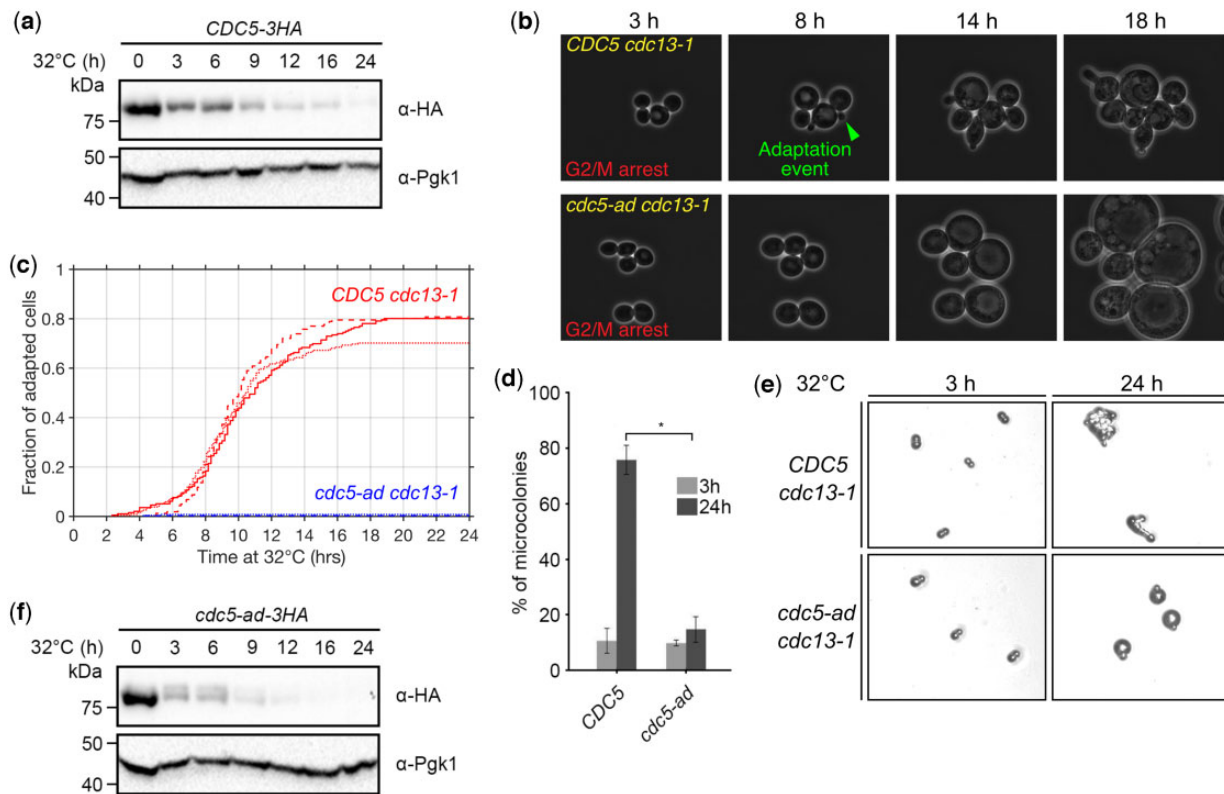 (a)
CDC5-3HA
32°C (h) 0 3 6 9 12 16 24
kDa
75
α-HA
50
40
α-Pgk1
(b)
3 h 8 h 14 h 18 h
CDC5 cdc13-1
G2/M arrest
Adaptation
event
cdc5-ad cdc13-1
G2/M arrest
(c)
Fraction of adapted cells
1
0.8
0.6
0.4
0.2
0
CDC5 cdc13-1
cdc5-ad cdc13-1
0 2 4 6 8 10 12 14 16 18 20 22 24
Time at 32°C (hrs)
(d)
% of microcolonies
100
80
60
40
20
0
*
3h
24h
CDC5
cdc5-ad
(e)
32°C 3 h 24 h
CDC5
cdc13-1
cdc5-ad
cdc13-1
(f)
cdc5-ad-3HA
32°C (h) 0 3 6 9 12 16 24
kDa
75
α-HA
50
40
α-Pgk1